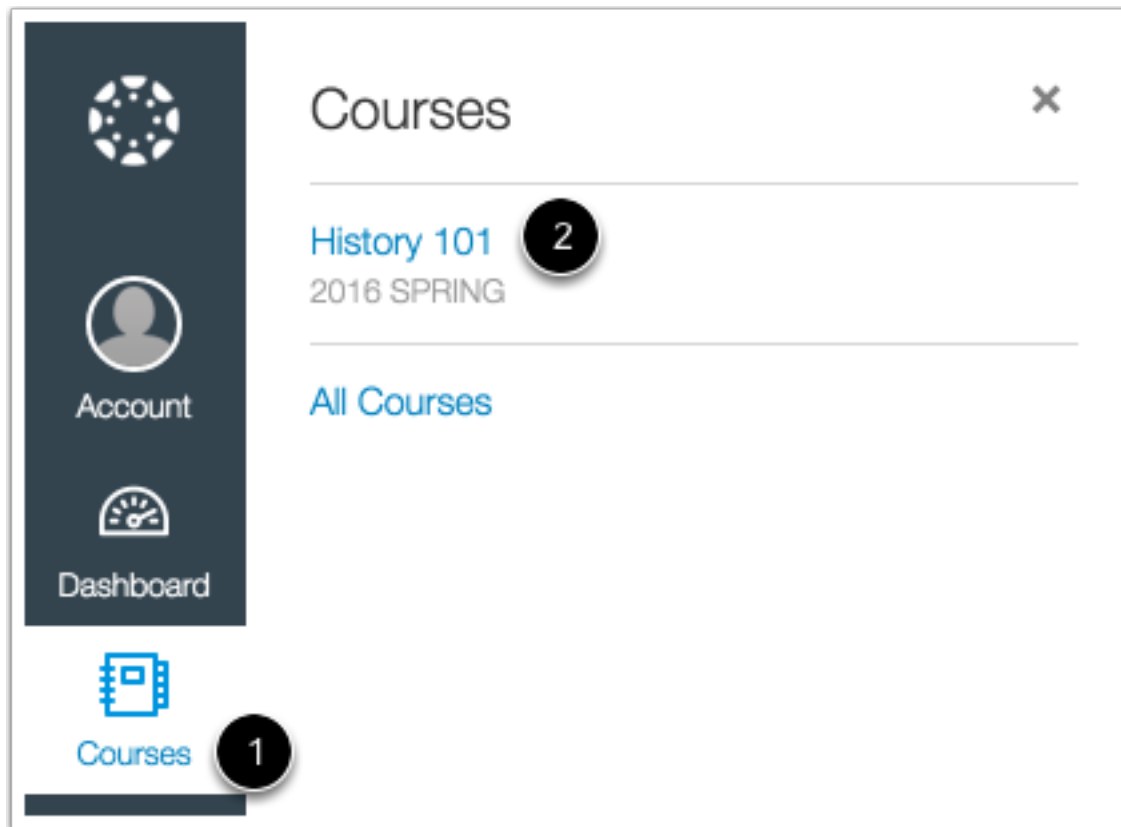 Courses
History 101
2
2016 SPRING
All Courses
Account
Dashboard
Courses
1